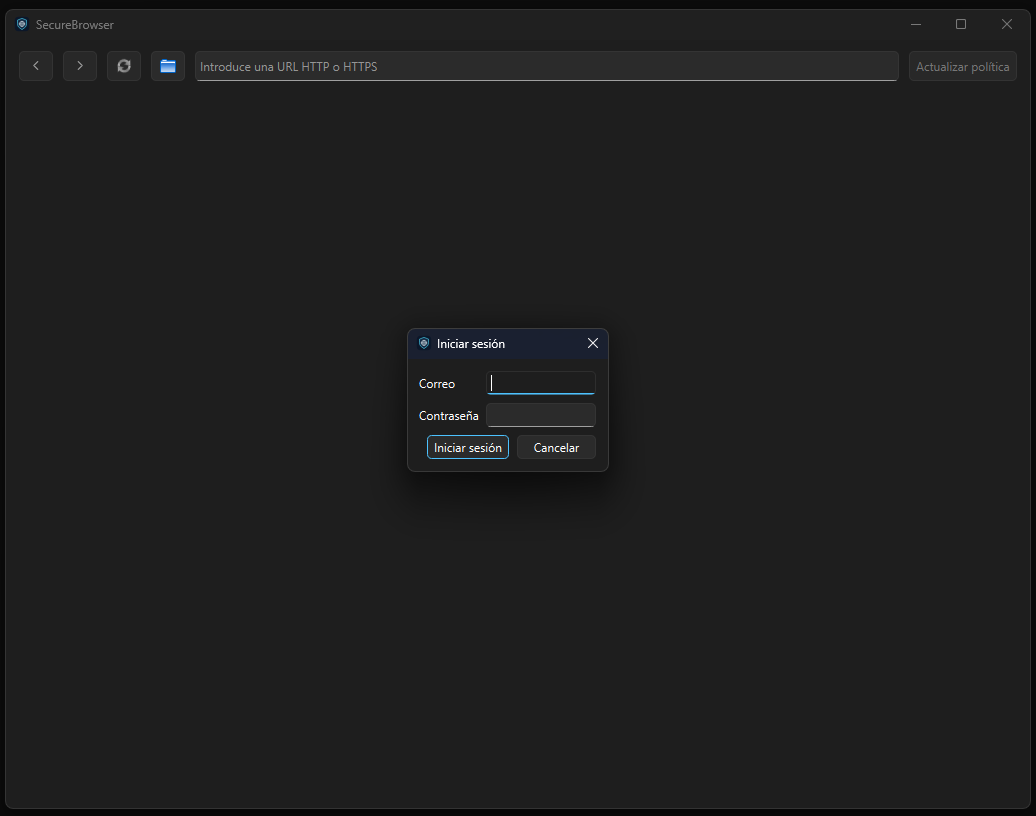 SecureBrowser
Introduce una URL HTTP o HTTPS
Actualizar política
Iniciar sesión
Correo
Contraseña
Iniciar sesión
Cancelar